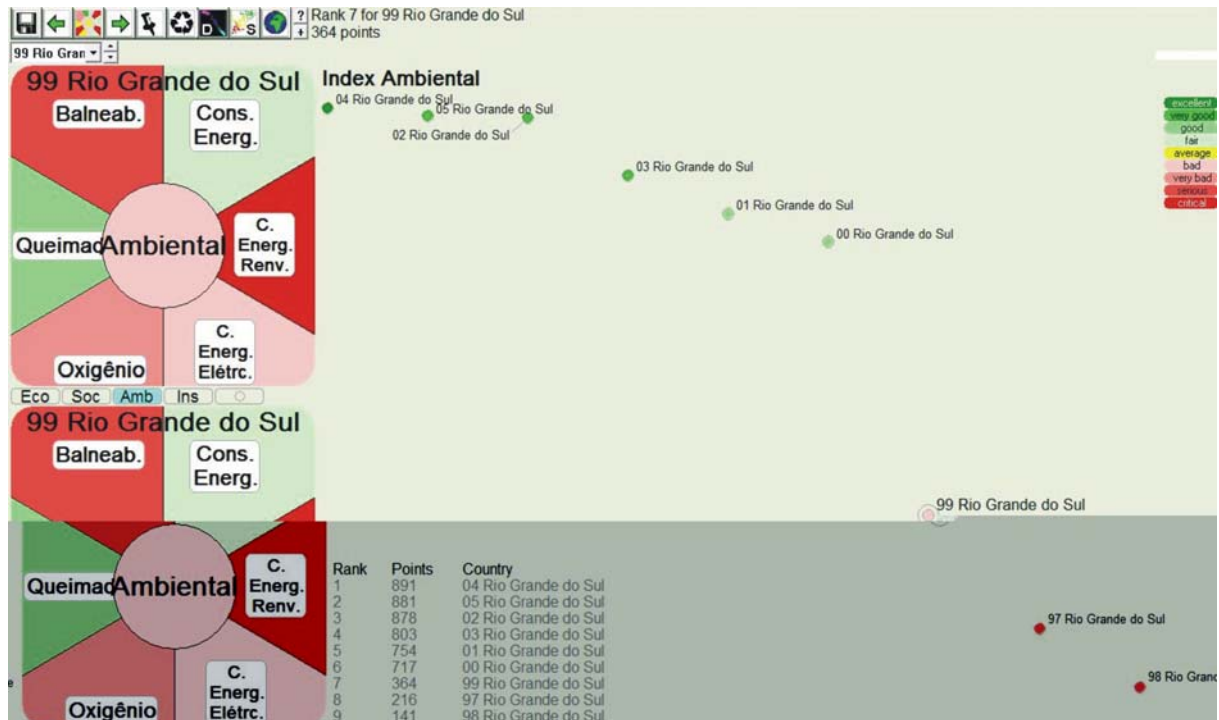 Rank 7 for 99 Rio Grande do Sul
364 points
99 Rio Gran
99 Rio Grande do Sul
Balneab.
Cons.
Energ.
Queimad
Ambiental
C.
Energ.
Renv.
Oxigênio
C.
Energ.
Elétrc.
Eco Soc Amb Ins
Index Ambiental
04 Rio Grande do Sul
05 Rio Grande do Sul
02 Rio Grande do Sul
03 Rio Grande do Sul
01 Rio Grande do Sul
00 Rio Grande do Sul
excellent
very good
good
fair
average
bad
very bad
serious
critical
99 Rio Grande do Sul
Balneab.
Cons.
Energ.
99 Rio Grande do Sul
Queimad
Ambiental
C.
Energ.
Renv.
Oxigênio
C.
Energ.
Elétrc.
Rank Points Country
1 891 04 Rio Grande do Sul
2 881 05 Rio Grande do Sul
3 878 02 Rio Grande do Sul
4 803 03 Rio Grande do Sul
5 754 01 Rio Grande do Sul
6 717 00 Rio Grande do Sul
7 364 99 Rio Grande do Sul
8 216 97 Rio Grande do Sul
9 141 98 Rio Grande do Sul
97 Rio Grande do Sul
98 Rio Grand